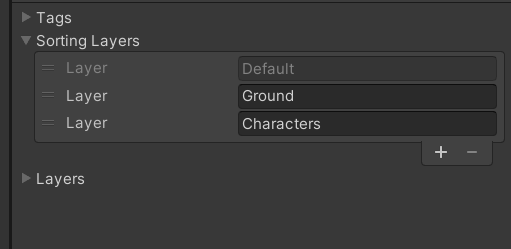 Tags
Sorting Layers
Layer Default
Layer Ground
Layer Characters
Layers